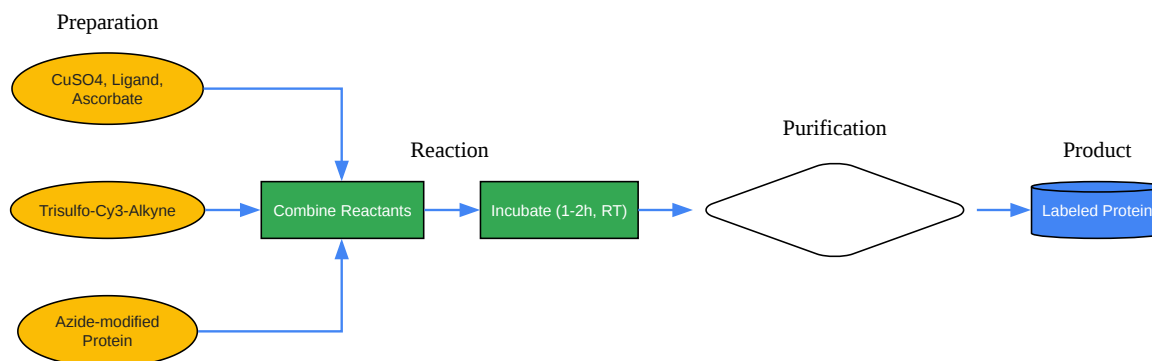 Preparation
CuSO4, Ligand,
Ascorbate
Reaction
Purification
Product
Trisulfo-Cy3-Alkyne
Combine Reactants
Incubate (1-2h, RT)
Labeled Protein
Azide-modified
Protein